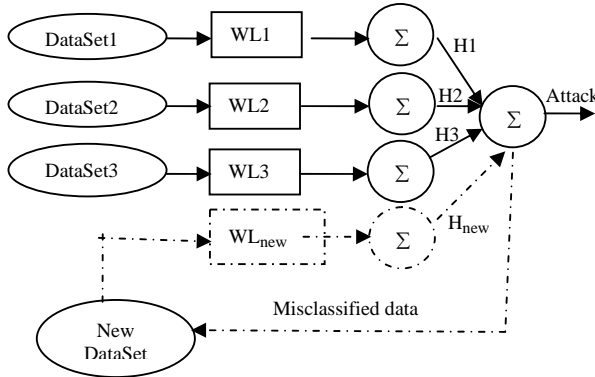 DataSet1 WL1 Σ H1
DataSet2 WL2 Σ H2 Σ Attack
DataSet3 WL3 Σ H3
WLnew Σ Hnew
Misclassified data
New
DataSet